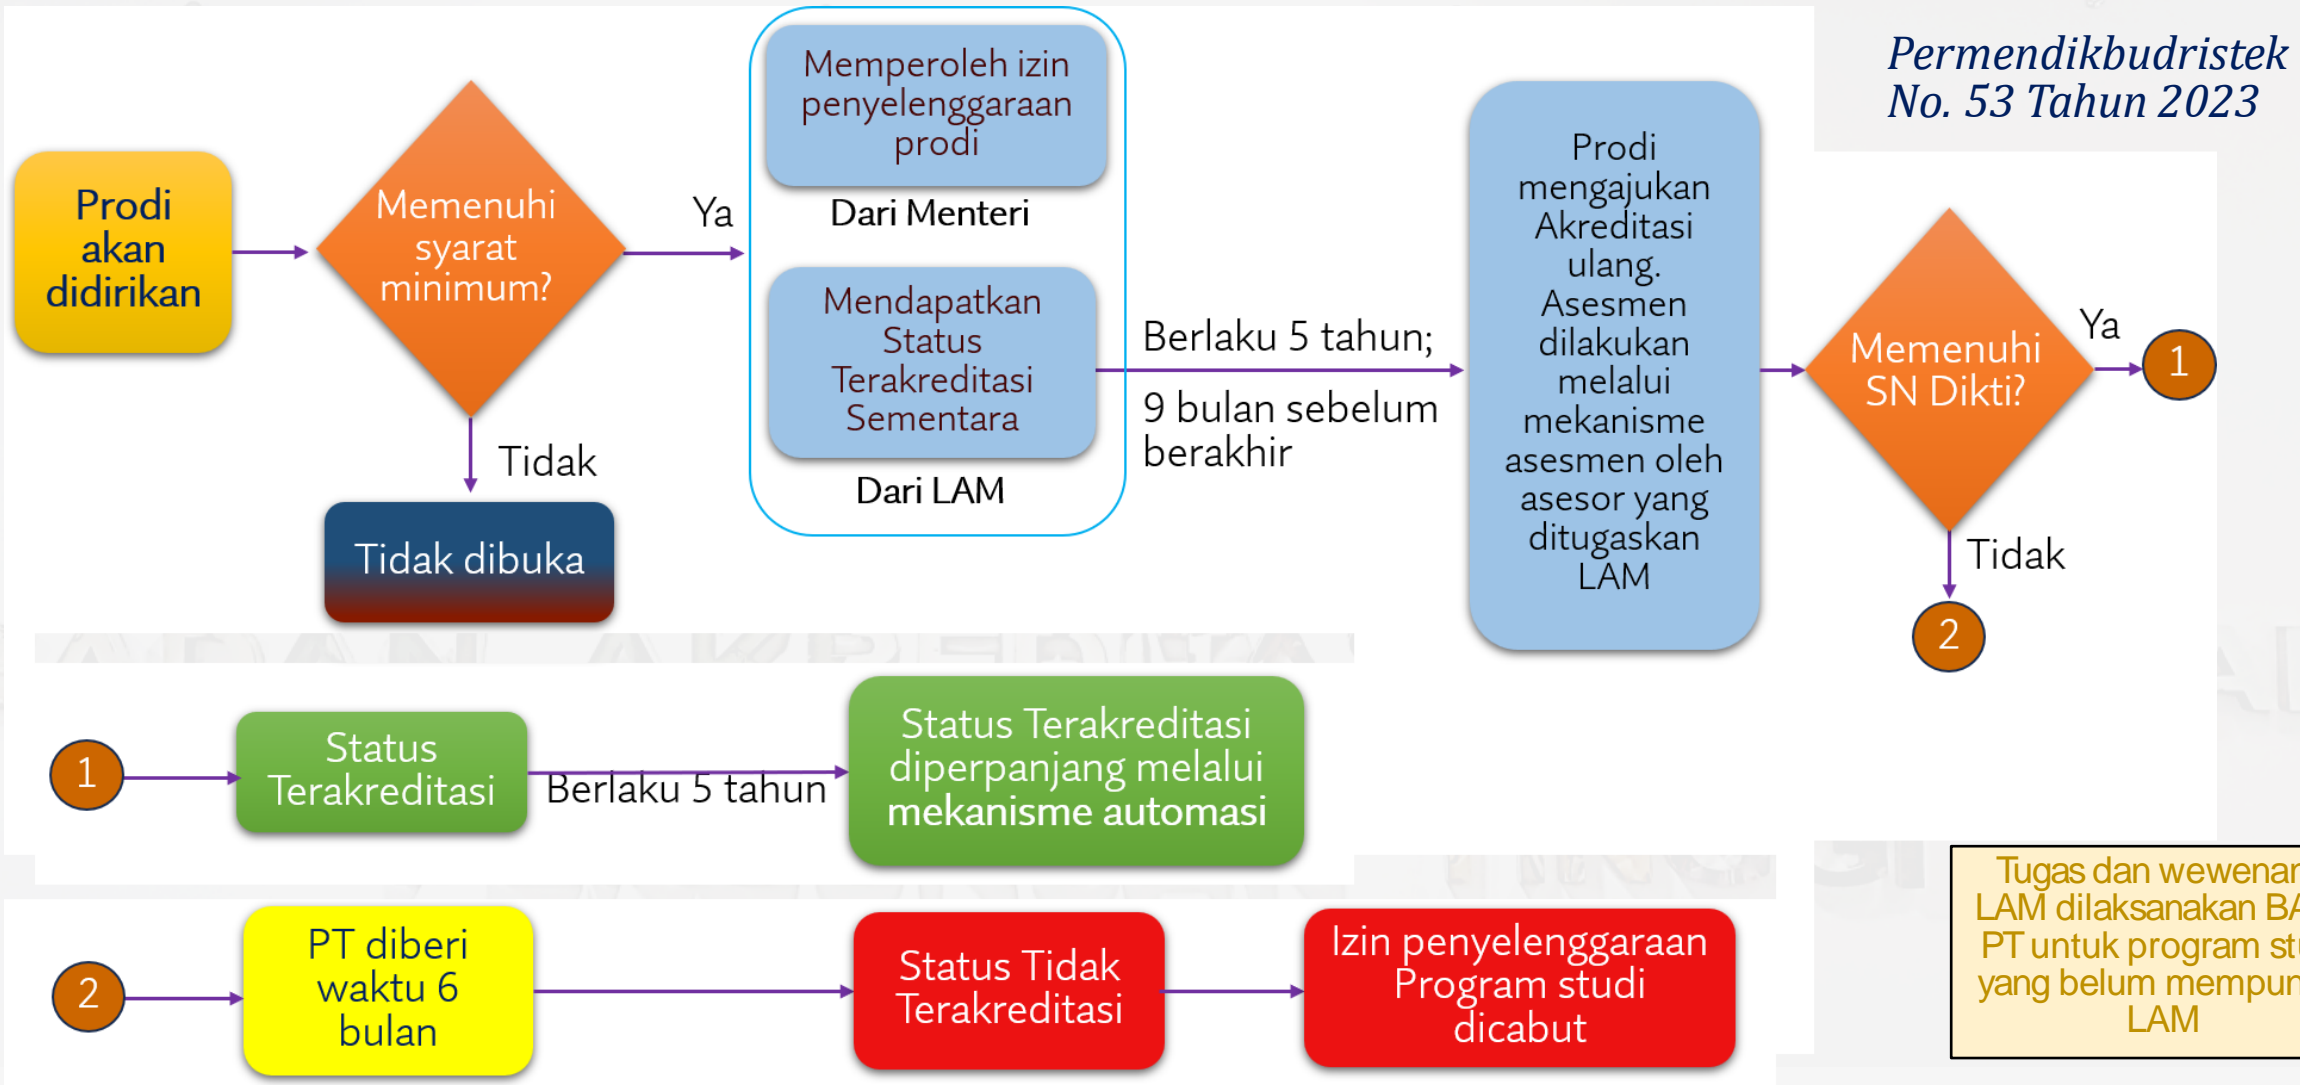 Permendikbudristek
No. 53 Tahun 2023
Prodi
akan
didirikan
Memenuhi
syarat
minimum?
Ya
Tidak
Tidak dibuka
Memperoleh izin
penyelenggaraan
prodi
Dari Menteri
Mendapatkan
Status
Terakreditasi
Sementara
Dari LAM
Berlaku 5 tahun;
9 bulan sebelum
berakhir
Prodi
mengajukan
Akreditasi
ulang.
Asesmen
dilakukan
melalui
mekanisme
asesmen oleh
asesor yang
ditugaskan
LAM
Memenuhi
SN Dikti?
Ya
1
Tidak
2
1
Status
Terakreditasi
Berlaku 5 tahun
Status Terakreditasi
diperpanjang melalui
mekanisme automasi
2
PT diberi
waktu 6
bulan
Status Tidak
Terakreditasi
Izin penyelenggaraan
Program studi
dicabut
Tugas dan
LAM dilaksanakan
PT untuk program
yang belum
LAM